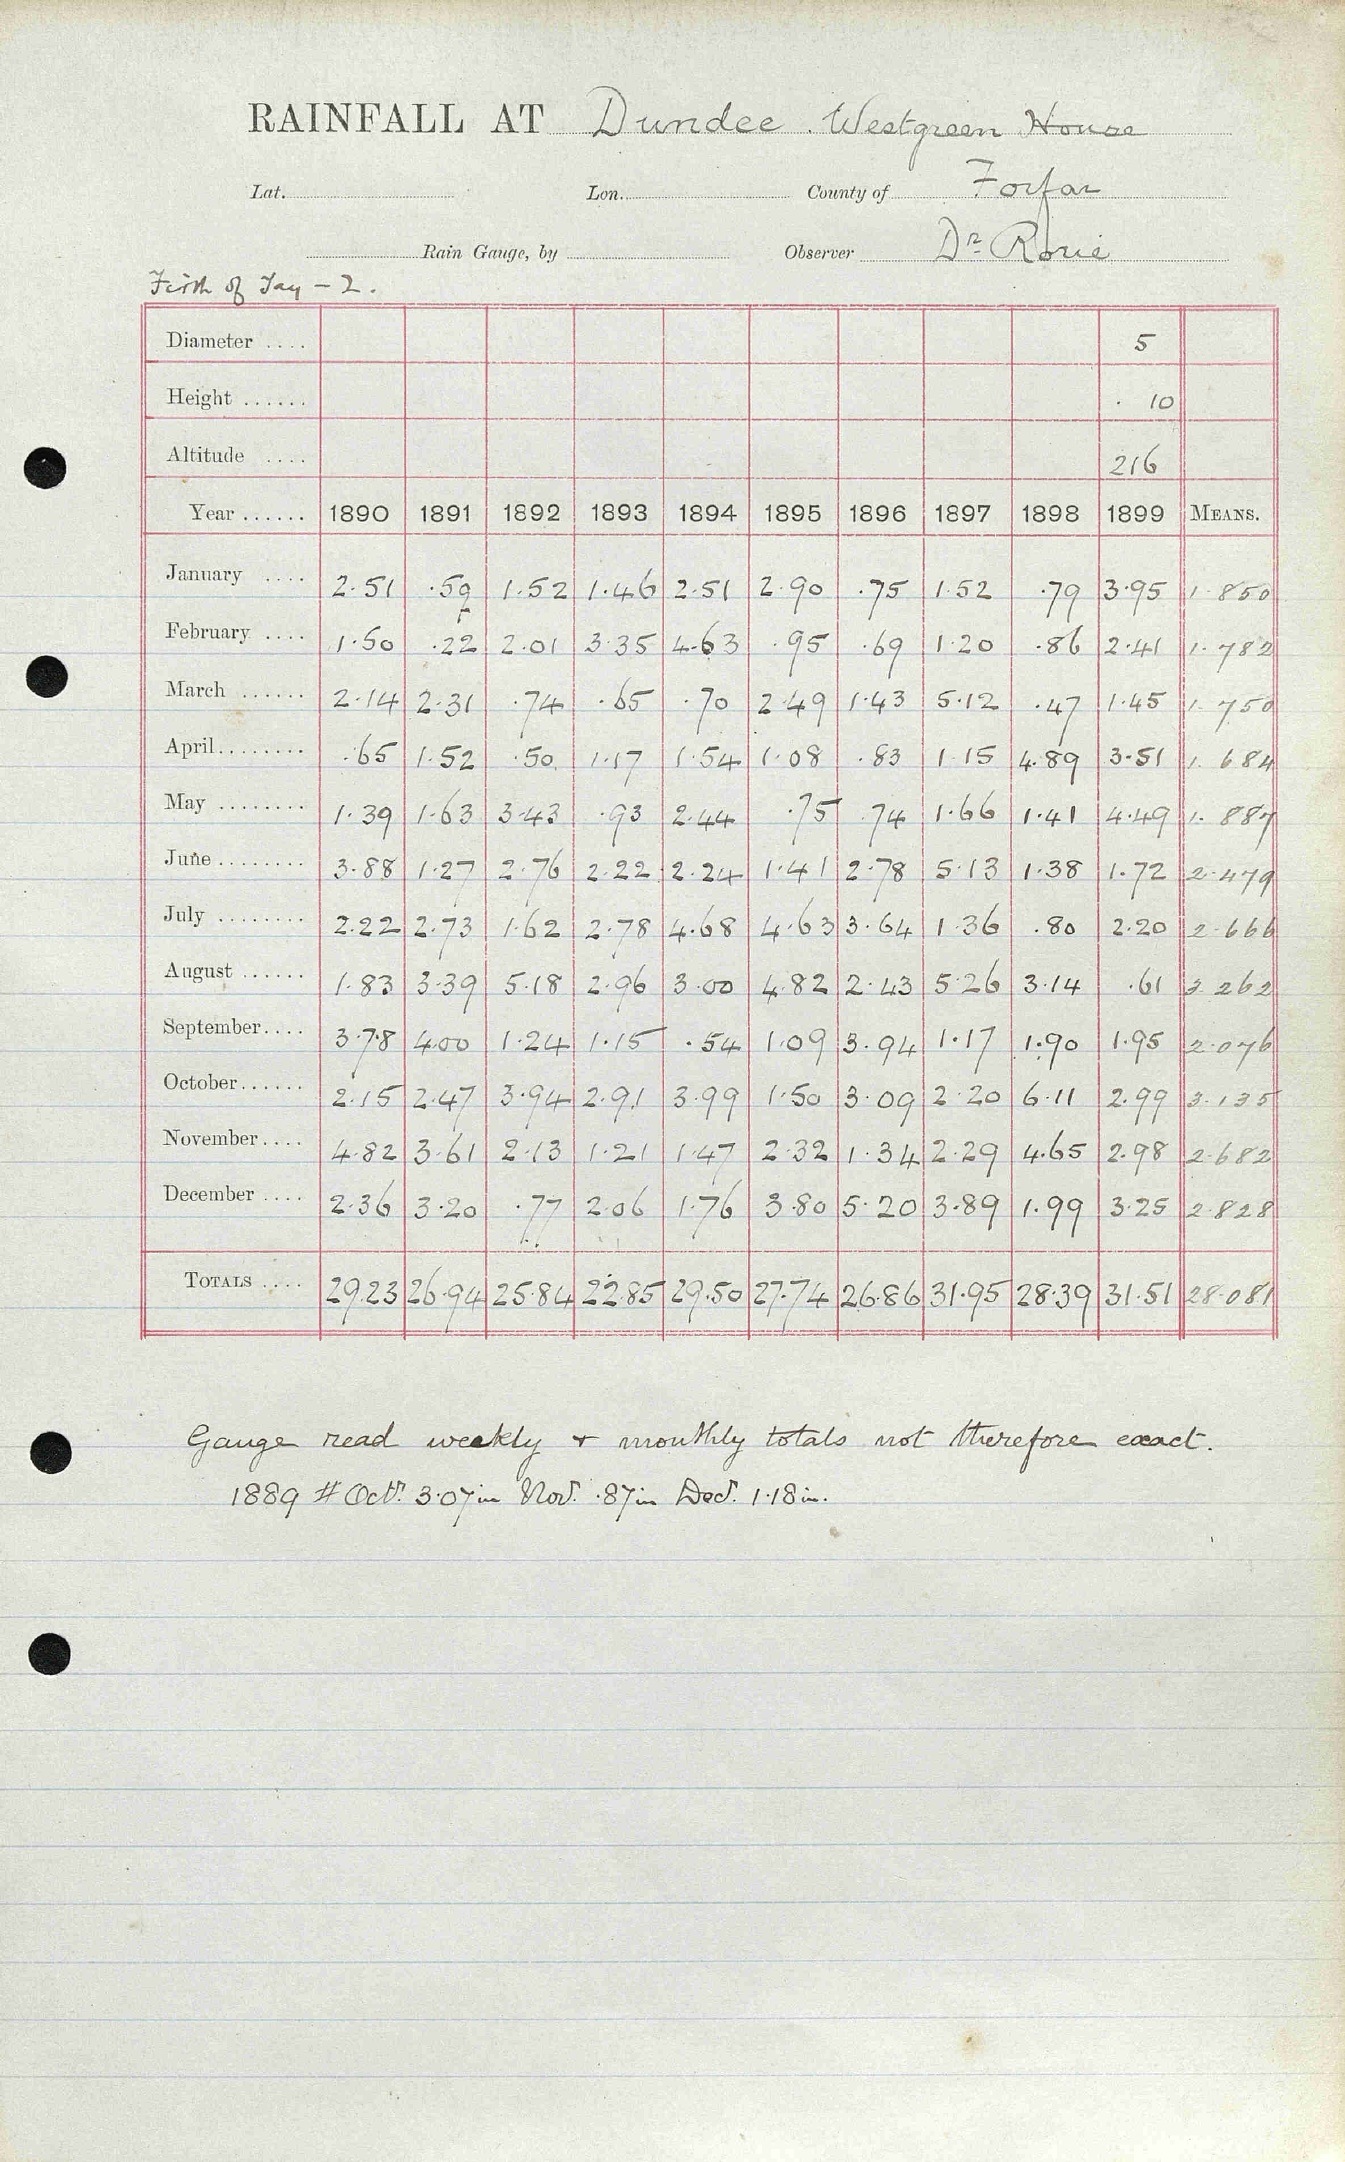 RAINFALL AT Dundee. Westgreen House
Lat. Lon. County of Forfar
Rain Gauge, by Observer Dr. Rorie
Firth of Tay – 2.
Diameter .... 5
Height ...... . 10
Altitude .... 216
Year ...... 1890 1891 1892 1893 1894 1895 1896 1897 1898 1899 MEANS.
January .... 2.51 .59 1.52 1.46 2.51 2.90 .75 1.52 .79 3.95 1.850
February .... 1.50 .22 2.01 3.35 4.63 .95 .69 1.20 .86 2.41 1.782
March ...... 2.14 2.31 .74 .65 .70 2.49 1.43 5.12 .47 1.45 1.750
April........ .65 1.52 .50 1.17 1.54 1.08 .83 1.15 4.89 3.51 1.684
May ........ 1.39 1.63 3.43 .93 2.44 .75 .74 1.66 1.41 4.49 1.887
June ........ 3.88 1.27 2.76 2.22 2.24 1.41 2.78 5.13 1.38 1.72 2.479
July ........ 2.22 2.73 1.62 2.78 4.68 4.63 3.64 1.36 .80 2.20 2.666
August ...... 1.83 3.39 5.18 2.96 3.00 4.82 2.43 5.26 3.14 .61 3.262
September.... 3.78 4.00 1.24 1.15 .54 1.09 3.94 1.17 1.90 1.95 2.076
October...... 2.15 2.47 3.94 2.91 3.99 1.50 3.09 2.20 6.11 2.99 3.135
November.... 4.82 3.61 2.13 1.21 1.47 2.32 1.34 2.29 4.65 2.98 2.682
December .... 2.36 3.20 .77 2.06 1.76 3.80 5.20 3.89 1.99 3.25 2.828
TOTALS .... 29.23 26.94 25.84 22.85 29.50 27.74 26.86 31.95 28.39 31.51 28.081
Gauge read weekly + monthly totals not therefore exact.
1889 # Octr. 3.07 in Nov. .87 in Decr. 1.18 in.